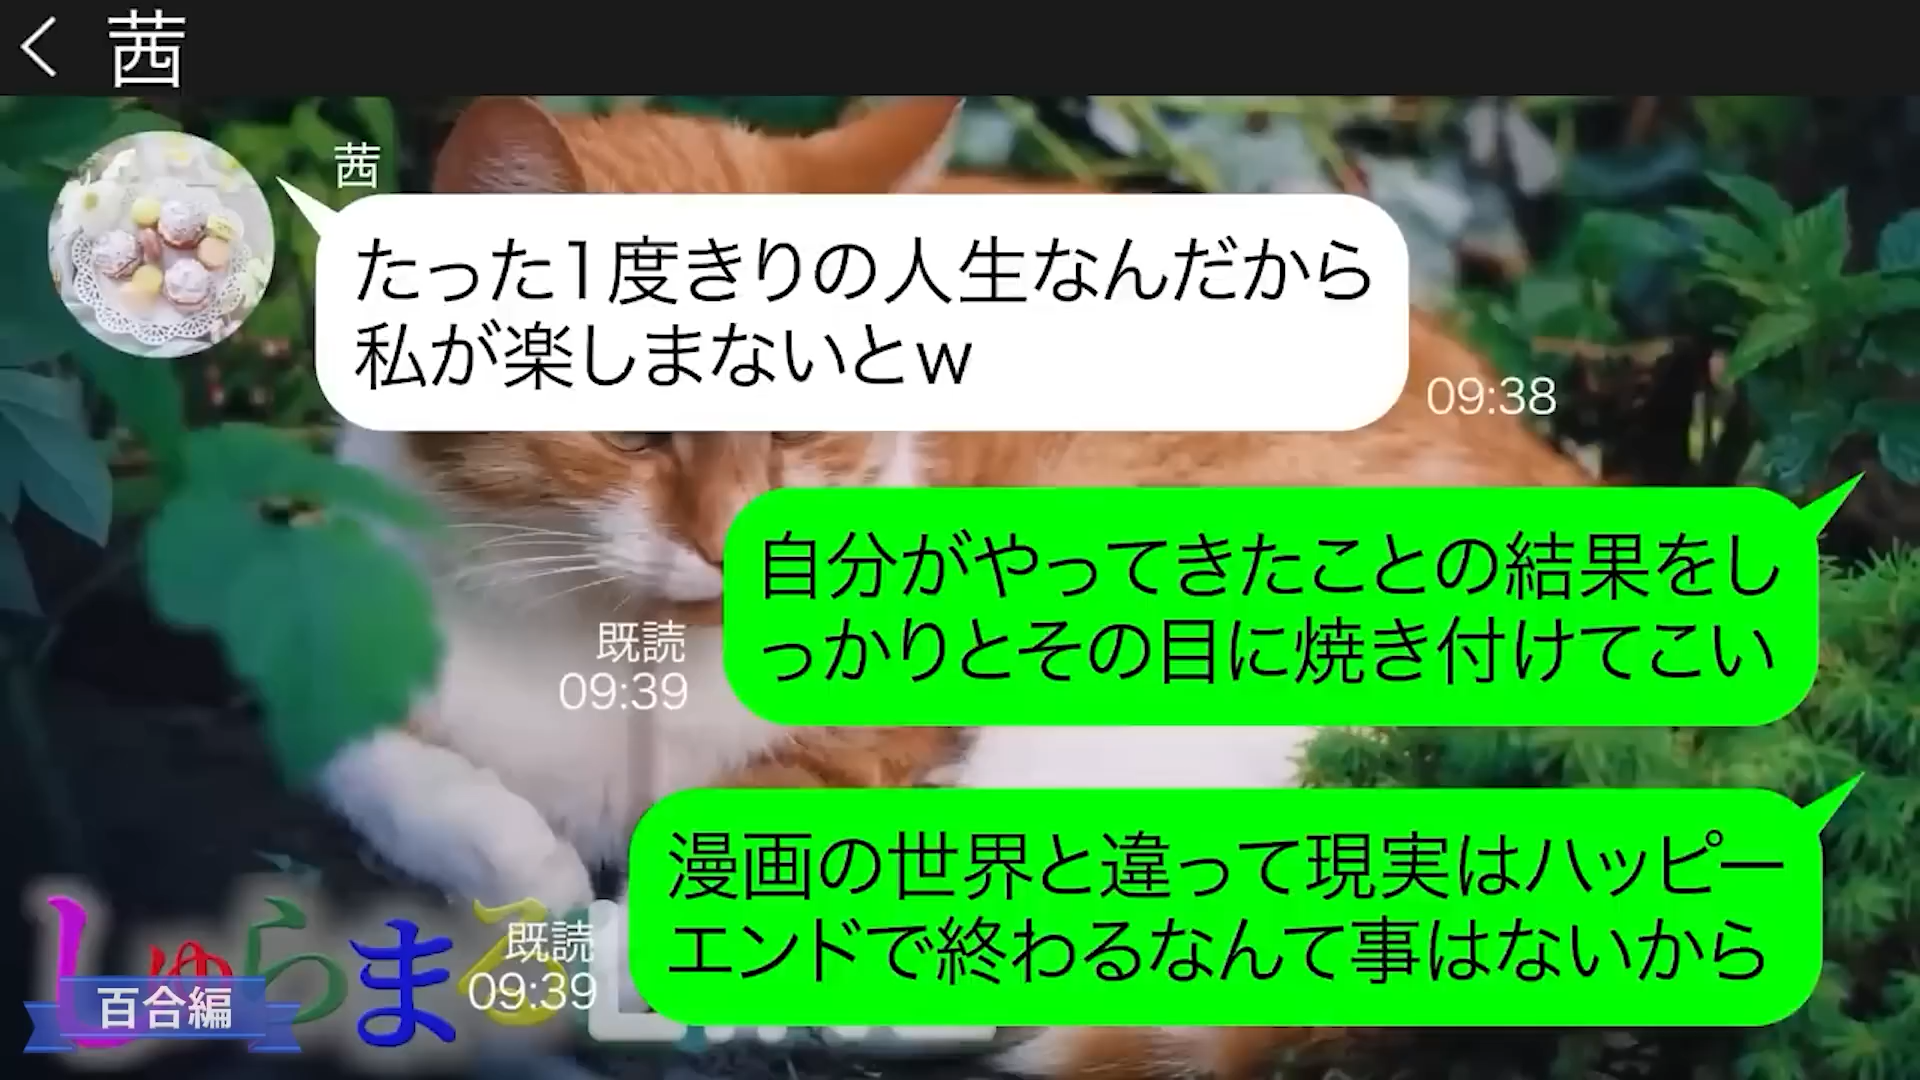 茜
茜
たった1度きりの人生なんだから
私が楽しまないとw
09:38
自分がやってきたことの結果をし
っかりとその目に焼き付けてこい
既読
09:39
漫画の世界と違って現実はハッピー
エンドで終わるなんて事はないから
既読
09:39
しゅらまる
百合編